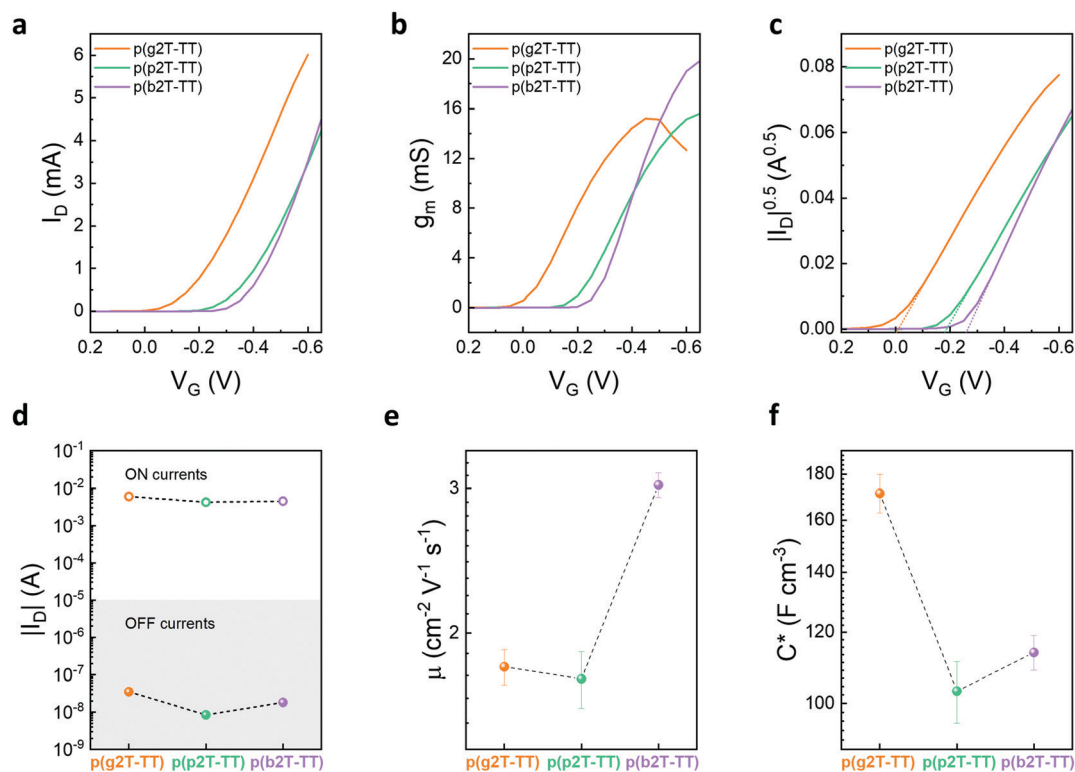 a
p(g2T-TT)
p(p2T-TT)
p(b2T-TT)
6
5
4
3
2
1
0
I_D (mA)
0.2 0.0 -0.2 -0.4 -0.6
V_G (V)
b
p(g2T-TT)
p(p2T-TT)
p(b2T-TT)
20
16
12
8
4
0
g_m (mS)
0.2 0.0 -0.2 -0.4 -0.6
V_G (V)
c
p(g2T-TT)
p(p2T-TT)
p(b2T-TT)
0.08
0.06
0.04
0.02
0.00
|I_D|^0.5 (A^0.5)
0.2 0.0 -0.2 -0.4 -0.6
V_G (V)
d
10^-1
10^-2
10^-3
10^-4
10^-5
10^-6
10^-7
10^-8
10^-9
|I_D| (A)
ON currents
OFF currents
p(g2T-TT) p(p2T-TT) p(b2T-TT)
e
3
2
μ (cm^-2 V^-1 s^-1)
p(g2T-TT) p(p2T-TT) p(b2T-TT)
f
180
160
140
120
100
C* (F cm^-3)
p(g2T-TT) p(p2T-TT) p(b2T-TT)